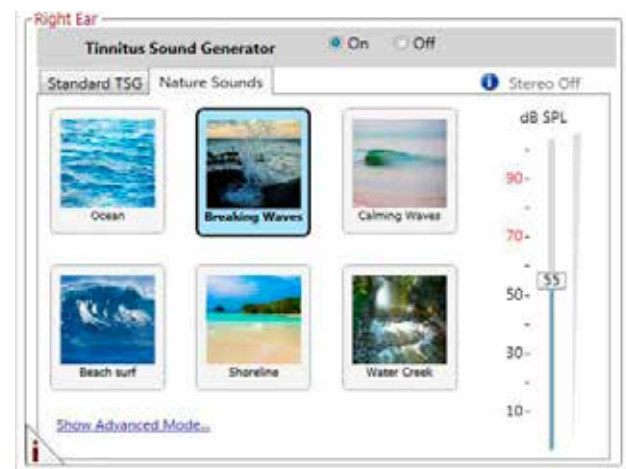 Right Ear
Tinnitus Sound Generator On Off
Standard TSG Nature Sounds i Stereo Off
dB SPL
Ocean Breaking Waves Calming Waves
90-
70-
55
50-
Beach surf Shoreline Water Creek
30-
10-
Show Advanced Mode...
i